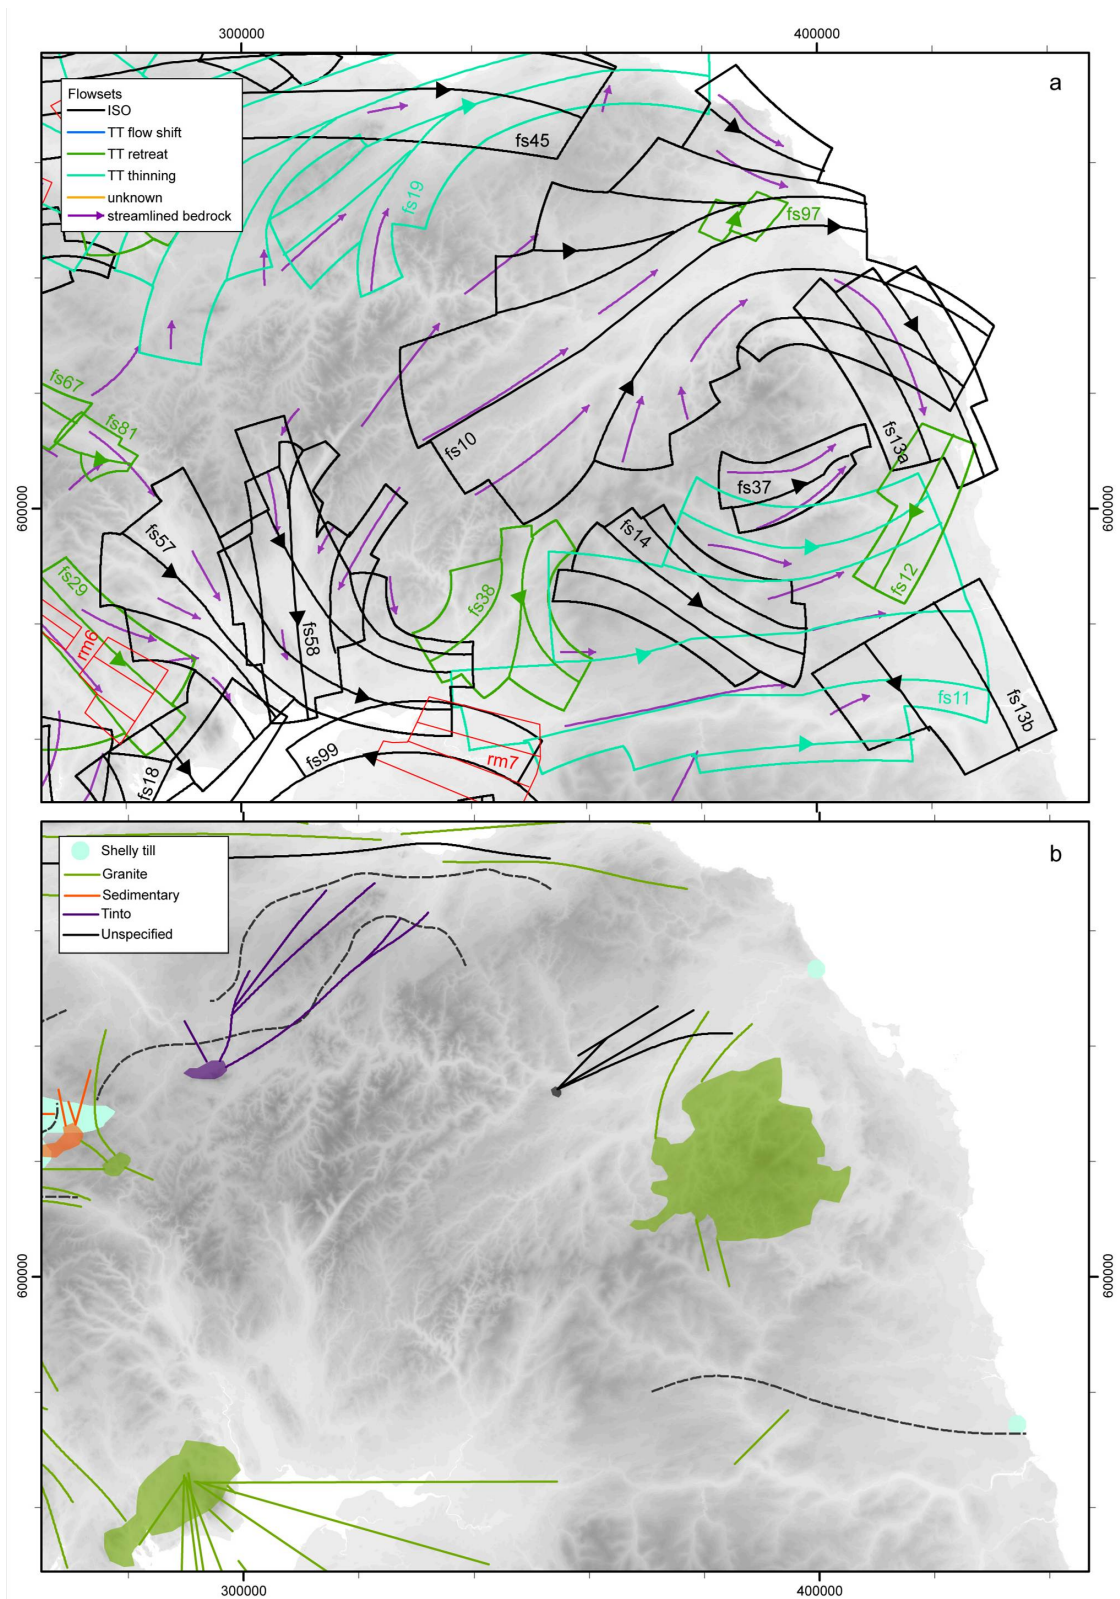 300000
400000
a
Flowsets
ISO
TT flow shift
TT retreat
TT thinning
unknown
streamlined bedrock
fs45
fs19
fs97
fs67
fs81
fs10
fs13a
fs37
600000
600000
fs57
fs14
fs29
fs38
fs12
rm6
fs58
fs11
fs13b
fs99
rm7
fs18
b
Shelly till
Granite
Sedimentary
Tinto
Unspecified
600000
600000
300000
400000